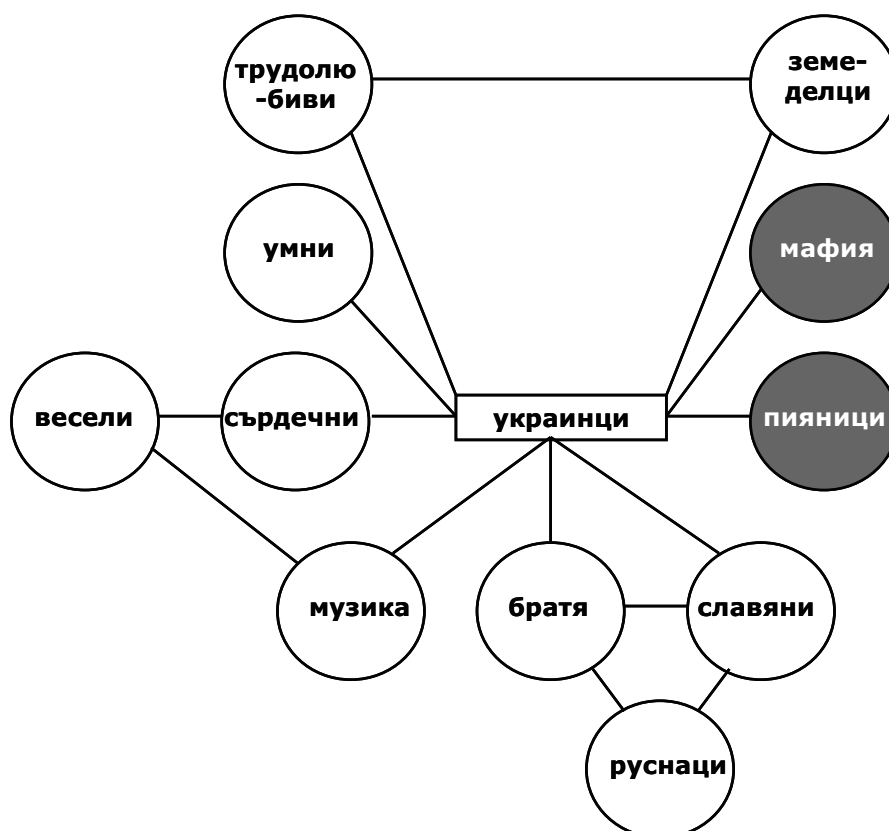 трудолю
-биви
земе-
делци
умни
мафия
весели
сърдечни
украинци
пияници
музика
братя
славяни
руснаци